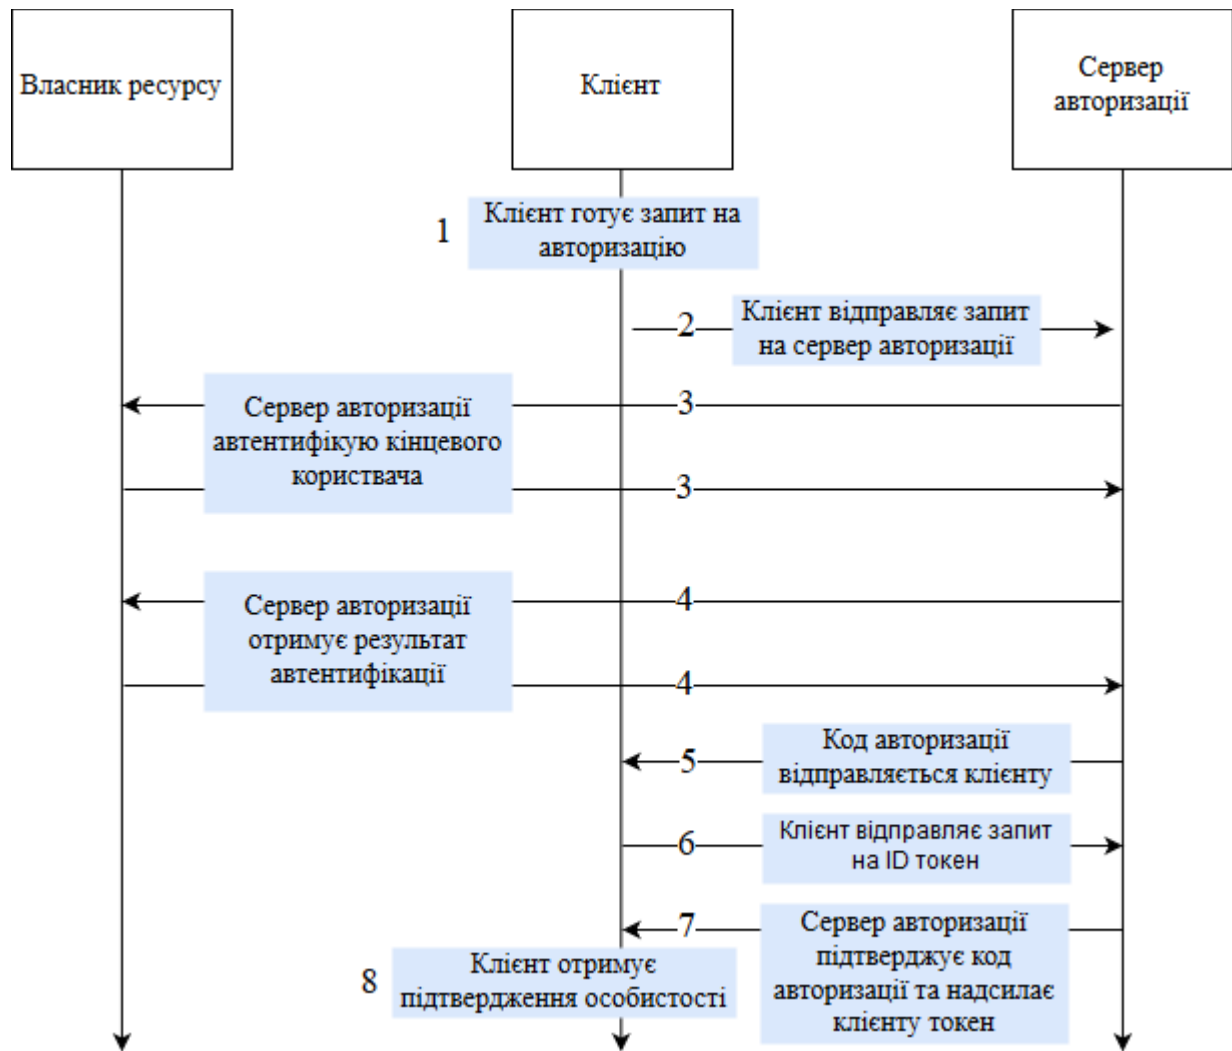 Власник ресурсу
Клієнт
Сервер
авторизації
1
Клієнт готує запит на
авторизацію
2
Клієнт відправляє запит
на сервер авторизації
3
Сервер авторизації
автентифікую кінцевого
користвача
3
4
Сервер авторизації
отримує результат
автентифікації
4
5
Код авторизації
відправляється клієнту
6
Клієнт відправляє запит
на ID токен
7
Сервер авторизації
підтверджує код
авторизації та надсилає
клієнту токен
8
Клієнт отримує
підтвердження особистості